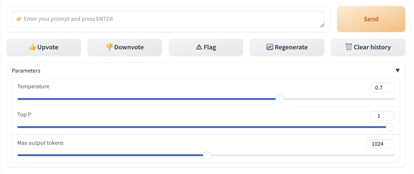 👉 Enter your prompt and press ENTER
Send
👍 Upvote
👎 Downvote
⚠ Flag
🔄 Regenerate
🗑 Clear history
Parameters ▼
Temperature 0.7
Top P 1
Max output tokens 1024